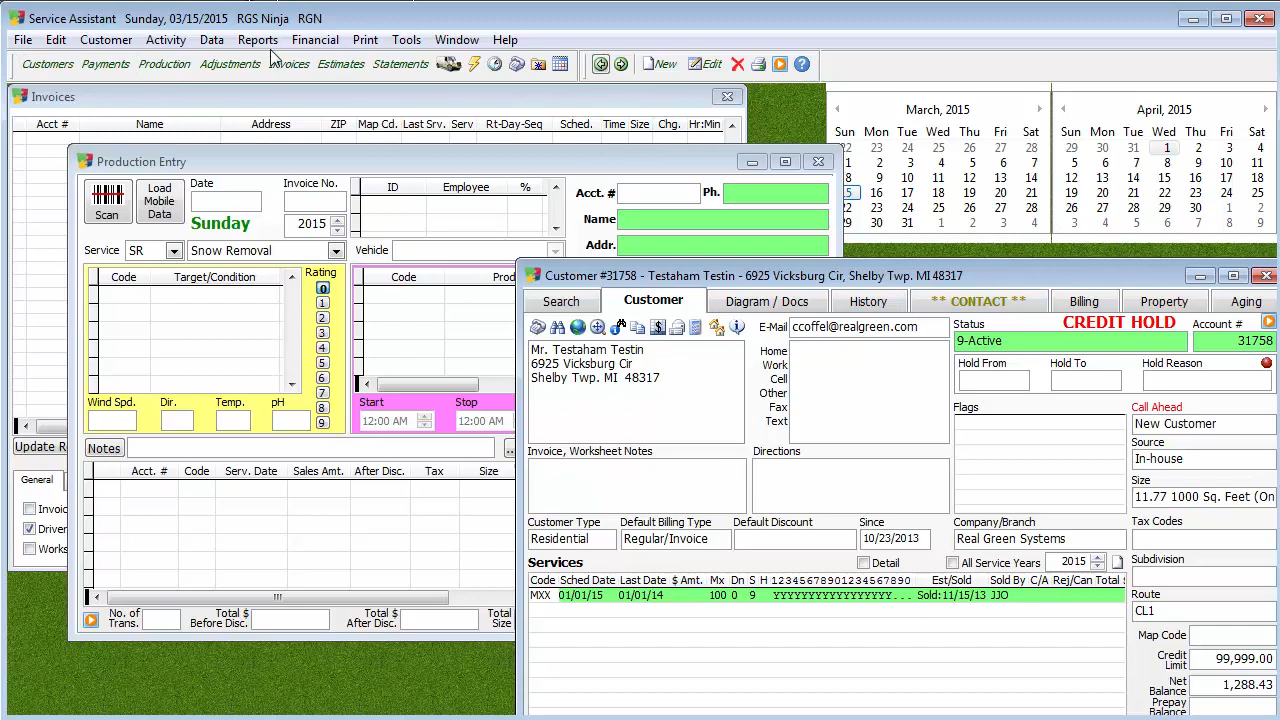 Service Assistant Sunday, 03/15/2015 RGS Ninja RGN
File Edit Customer Activity Data Reports Financial Print Tools Window Help
Customers Payments Production Adjustments Invoices Estimates Statements New Edit
Invoices
Acct # Name Address ZIP Map Cd. Last Srv. Serv Rt-Day-Seq Sched. Time Size Chg. Hr:Min
March, 2015
Sun Mon Tue Wed Thu Fri Sat
22 23 24 25 26 27 28
1 2 3 4 5 6 7
8 9 10 11 12 13 14
5 16 17 18 19 20 21
22 23 24 25 26 27 28
29 30 31
April, 2015
Sun Mon Tue Wed Thu Fri Sat
29 30 31 1 2 3 4
5 6 7 8 9 10 11
12 13 14 15 16 17 18
19 20 21 22 23 24 25
26 27 28 29 30 1 2
3 4 5 6 7 8 9
Production Entry
Scan
Load
Mobile
Data
Date
Sunday
Invoice No.
2015
ID Employee %
Acct. # Ph.
Name
Addr.
Service SR Snow Removal Vehicle
Code Target/Condition
Rating
0
1
2
3
4
5
6
7
8
9
Code Prod
Wind Spd. Dir. Temp. pH
Start Stop
12:00 AM 12:00 AM
Notes
Acct. # Code Serv. Date Sales Amt. After Disc. Tax Size
No. of
Trans.
Total $
Before Disc.
Total $
After Disc.
Total
Size
Update R
General
Invoic
Driver
Works
Customer #31758 - Testaham Testin - 6925 Vicksburg Cir, Shelby Twp. MI 48317
Search Customer Diagram / Docs History ** CONTACT ** Billing Property Aging
E-Mail ccoffel@realgreen.com
Mr. Testaham Testin
6925 Vicksburg Cir
Shelby Twp. MI 48317
Home
Work
Cell
Other
Fax
Text
Status CREDIT HOLD Account #
9-Active 31758
Hold From Hold To Hold Reason
Flags
Call Ahead
New Customer
Source
In-house
Size
11.77 1000 Sq. Feet (On
Tax Codes
Subdivision
Route
CL1
Map Code
Credit
Limit 99,999.00
Net
Balance 1,288.43
Prepay
Balance
Invoice, Worksheet Notes Directions
Customer Type Default Billing Type Default Discount Since Company/Branch
Residential Regular/Invoice 10/23/2013 Real Green Systems
Services Detail All Service Years 2015
Code Sched Date Last Date $ Amt. Mx Dn S H 1 2 3 4 5 6 7 8 9 0 1 2 3 4 5 6 7 8 9 0 Est/Sold Sold By C/A Rej/Can Total $
MXX 01/01/15 01/01/14 100 0 9 YYYYYYYYYYYYYYYYY... Sold:11/15/13 JJO